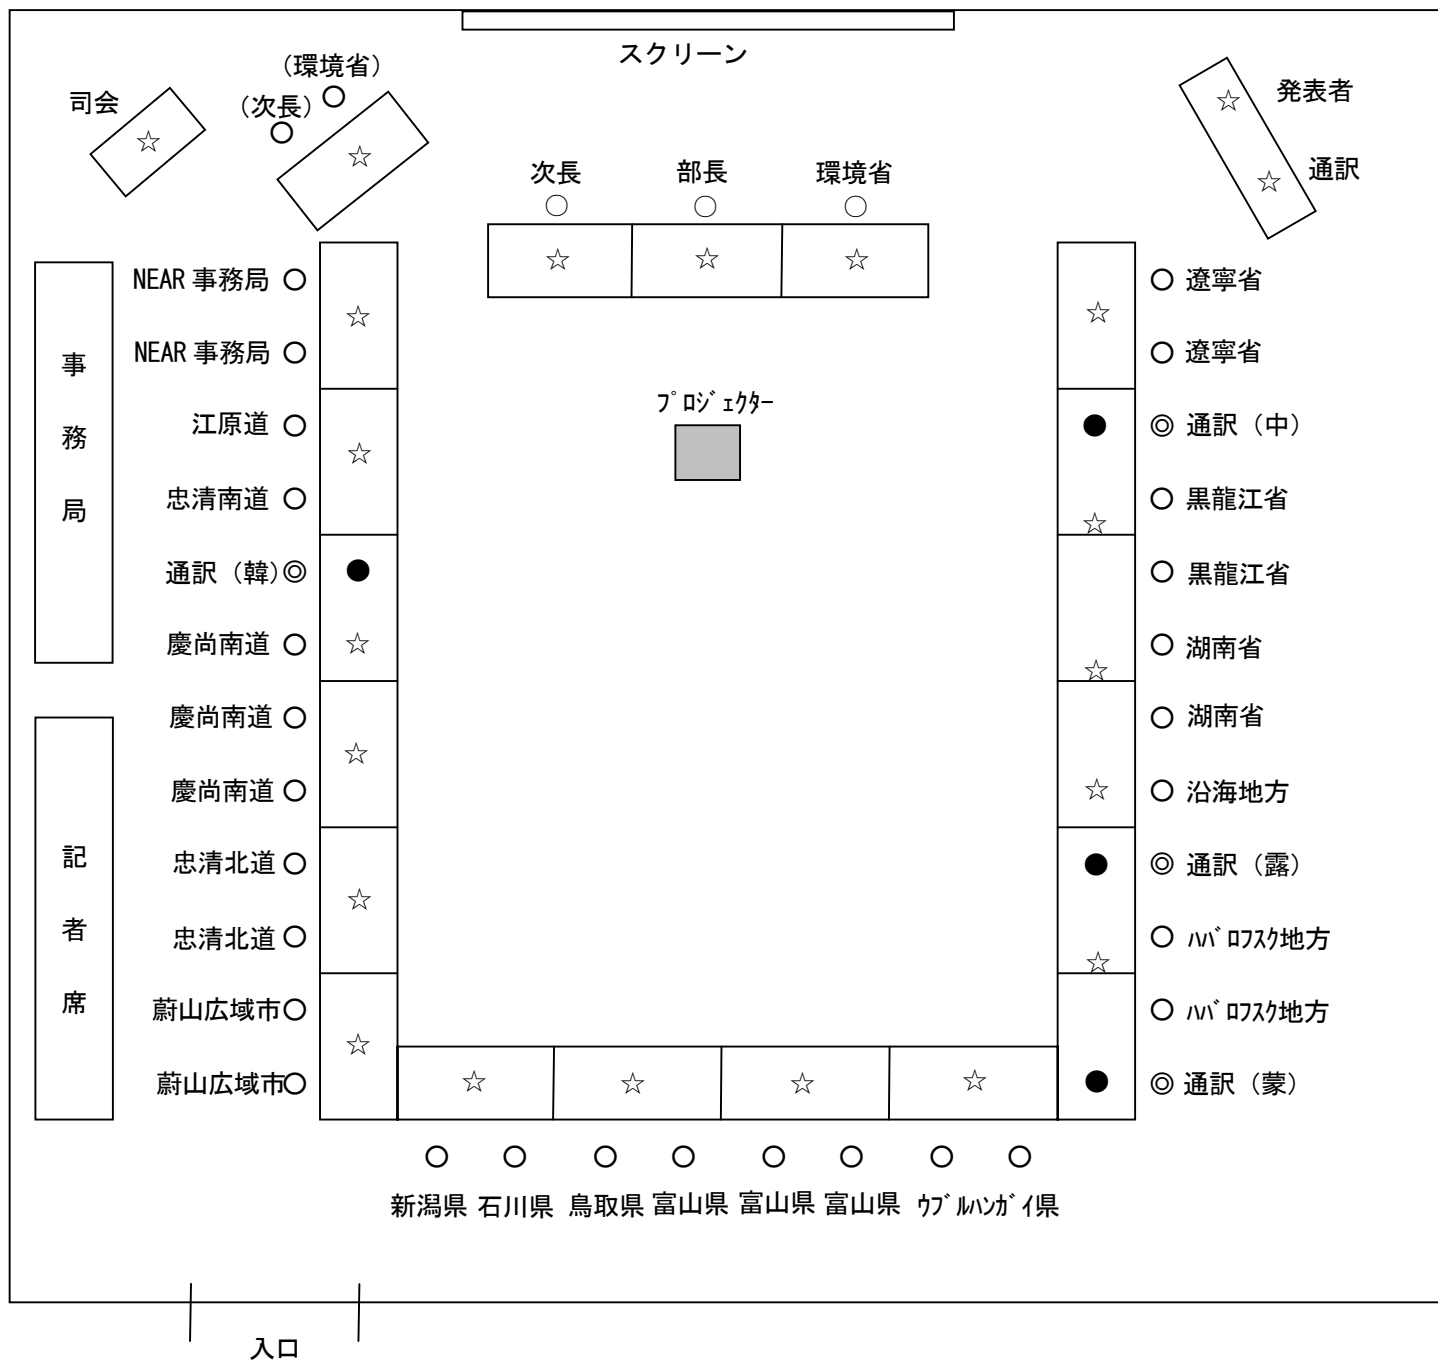 スクリーン
(環境省)
(次長)
司会
発表者
通訳
次長 部長 環境省
NEAR 事務局
NEAR 事務局
江原道
忠清南道
通訳（韓）
慶尚南道
慶尚南道
慶尚南道
忠清北道
忠清北道
蔚山広域市
蔚山広域市
事務局
記者席
ﾌﾟﾛｼﾞｪｸﾀｰ
遼寧省
遼寧省
通訳（中）
黒龍江省
黒龍江省
湖南省
湖南省
沿海地方
通訳（露）
ﾊﾊﾞﾛﾌｽｸ地方
ﾊﾊﾞﾛﾌｽｸ地方
通訳（蒙）
新潟県 石川県 鳥取県 富山県 富山県 富山県 ｳﾌﾞﾙﾊﾝｶﾞｲ県
入口